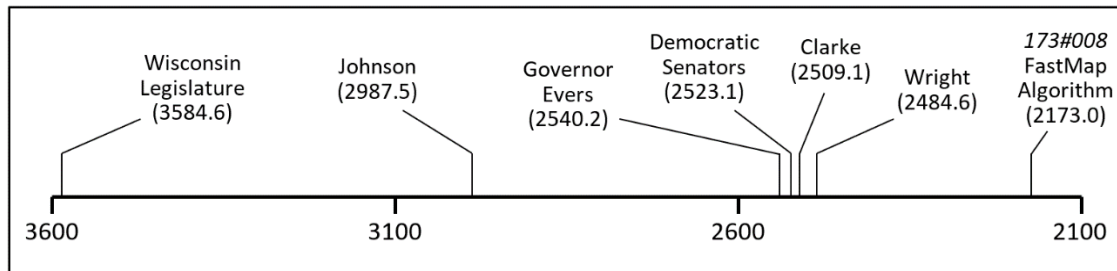 Wisconsin
Legislature
(3584.6)
Johnson
(2987.5)
Governor
Evers
(2540.2)
Democratic
Senators
(2523.1)
Clarke
(2509.1)
Wright
(2484.6)
173#008
FastMap
Algorithm
(2173.0)
3600
3100
2600
2100